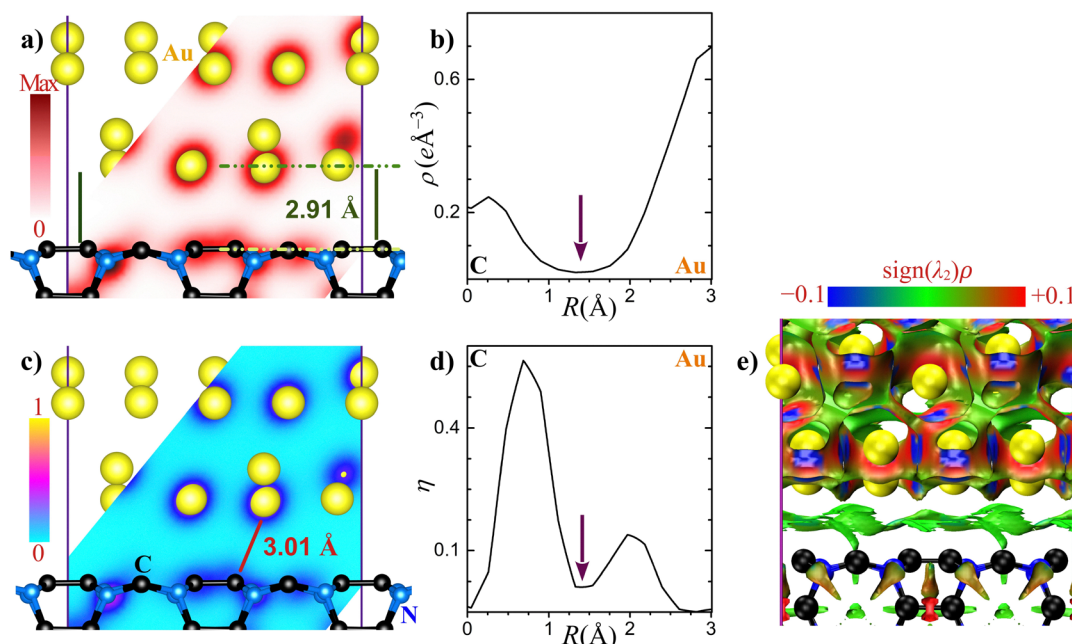 a)
Au
Max
0
2.91 Å
b)
ρ (eÅ⁻³)
0.6
0.2
C
Au
0 1 2 3
R(Å)
c)
1
0
C
3.01 Å
N
d)
C
Au
η
0.4
0.1
0 1 2 3
R(Å)
sign(λ₂)ρ
−0.1 +0.1
e)